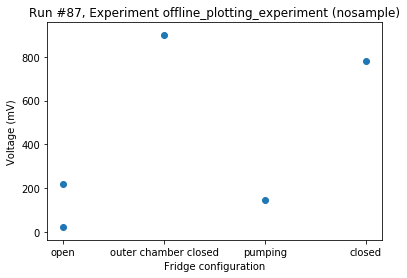 Run #87, Experiment offline_plotting_experiment (nosample)
Voltage (mV)
800
600
400
200
0
open outer chamber closed pumping closed
Fridge configuration